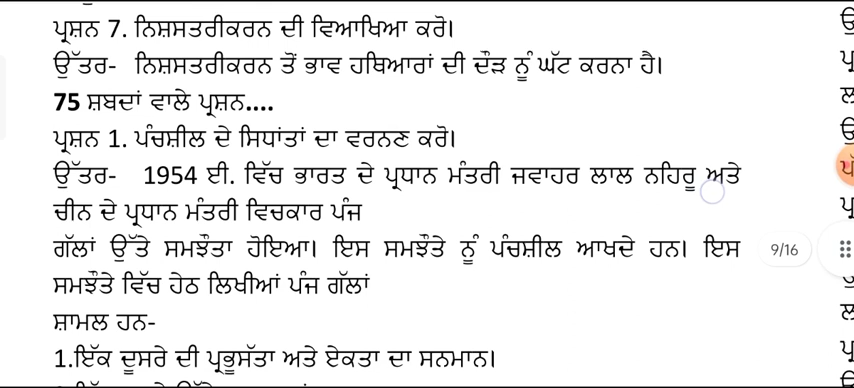 ਪ੍ਰਸ਼ਨ 7. ਨਿਸ਼ਸਤਰੀਕਰਨ ਦੀ ਵਿਆਖਿਆ ਕਰੋ।
ਉੱਤਰ- ਨਿਸ਼ਸਤਰੀਕਰਨ ਤੋਂ ਭਾਵ ਹਥਿਆਰਾਂ ਦੀ ਦੌੜ ਨੂੰ ਘੱਟ ਕਰਨਾ ਹੈ।
75 ਸ਼ਬਦਾਂ ਵਾਲੇ ਪ੍ਰਸ਼ਨ....
ਪ੍ਰਸ਼ਨ 1. ਪੰਚਸ਼ੀਲ ਦੇ ਸਿਧਾਂਤਾਂ ਦਾ ਵਰਨਣ ਕਰੋ।
ਉੱਤਰ- 1954 ਈ. ਵਿੱਚ ਭਾਰਤ ਦੇ ਪ੍ਰਧਾਨ ਮੰਤਰੀ ਜਵਾਹਰ ਲਾਲ ਨਹਿਰੂ ਅਤੇ
ਚੀਨ ਦੇ ਪ੍ਰਧਾਨ ਮੰਤਰੀ ਵਿਚਕਾਰ ਪੰਜ
ਗੱਲਾਂ ਉੱਤੇ ਸਮਝੌਤਾ ਹੋਇਆ। ਇਸ ਸਮਝੌਤੇ ਨੂੰ ਪੰਚਸ਼ੀਲ ਆਖਦੇ ਹਨ। ਇਸ
9/16
ਸਮਝੌਤੇ ਵਿੱਚ ਹੇਠ ਲਿਖੀਆਂ ਪੰਜ ਗੱਲਾਂ
ਸ਼ਾਮਲ ਹਨ-
1.ਇੱਕ ਦੂਸਰੇ ਦੀ ਪ੍ਰਭੂਸੱਤਾ ਅਤੇ ਏਕਤਾ ਦਾ ਸਨਮਾਨ।